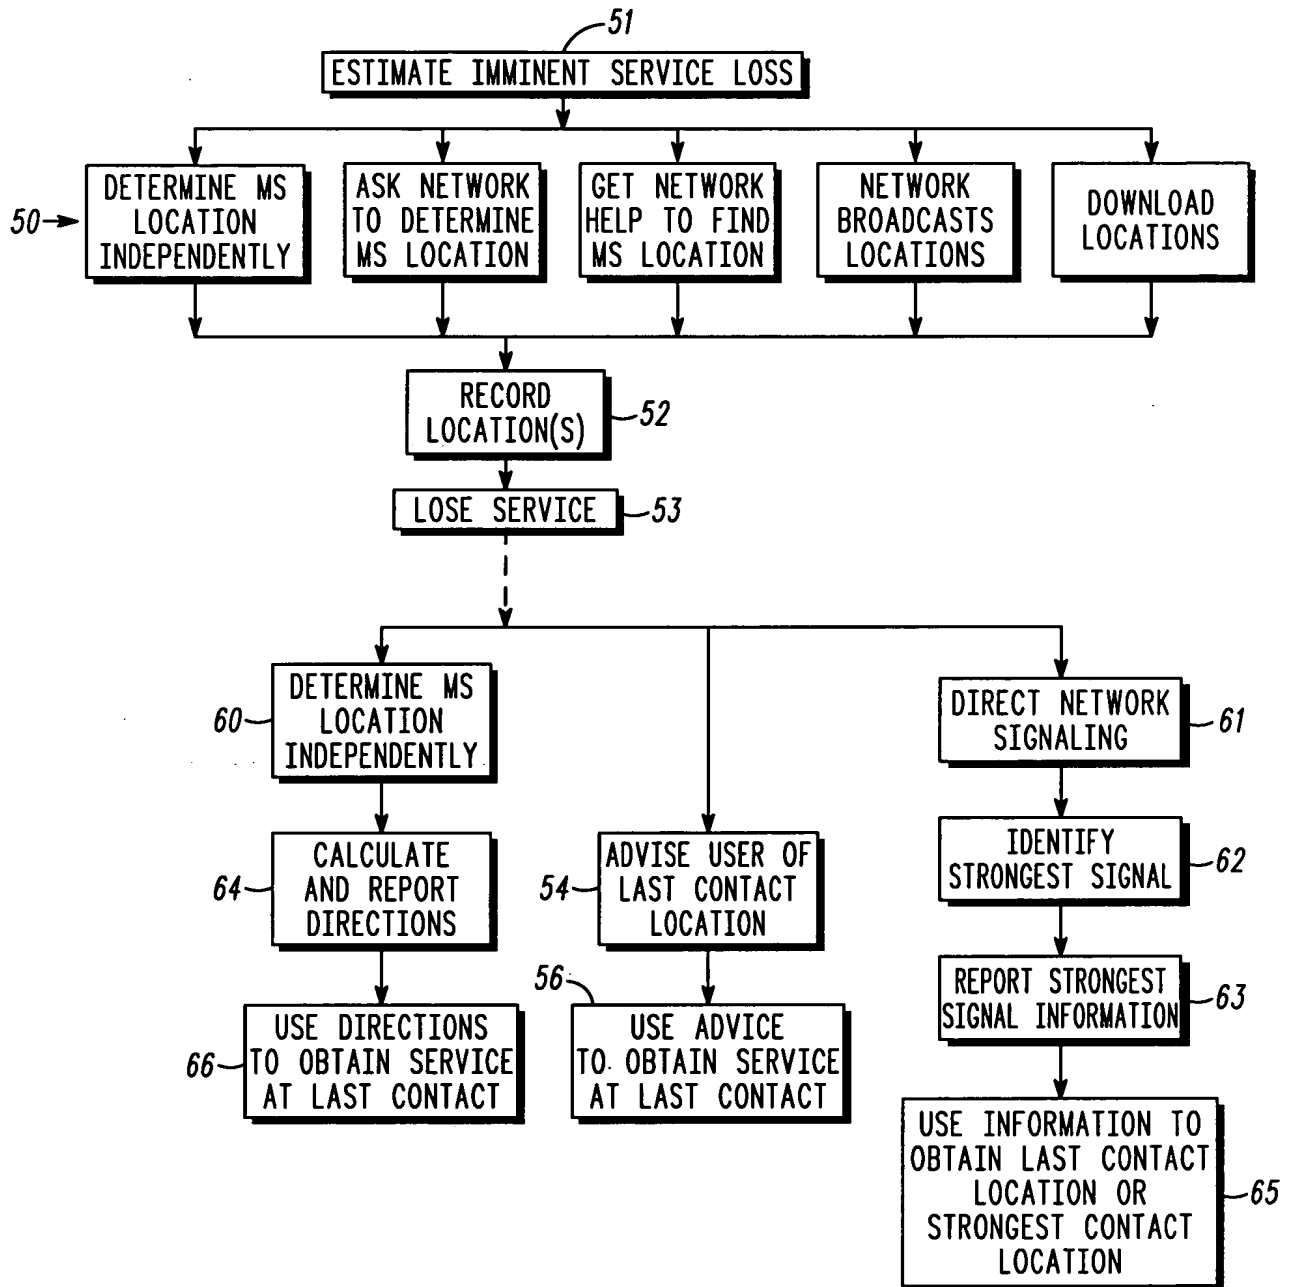 51
ESTIMATE IMMINENT SERVICE LOSS
50
DETERMINE MS
LOCATION
INDEPENDENTLY
ASK NETWORK
TO DETERMINE
MS LOCATION
GET NETWORK
HELP TO FIND
MS LOCATION
NETWORK
BROADCASTS
LOCATIONS
DOWNLOAD
LOCATIONS
RECORD
LOCATION(S)
52
LOSE SERVICE
53
60
DETERMINE MS
LOCATION
INDEPENDENTLY
DIRECT NETWORK
SIGNALING
61
64
CALCULATE
AND REPORT
DIRECTIONS
54
ADVISE USER OF
LAST CONTACT
LOCATION
IDENTIFY
STRONGEST SIGNAL
62
REPORT STRONGEST
SIGNAL INFORMATION
63
66
USE DIRECTIONS
TO OBTAIN SERVICE
AT LAST CONTACT
56
USE ADVICE
TO OBTAIN SERVICE
AT LAST CONTACT
USE INFORMATION TO
OBTAIN LAST CONTACT
LOCATION OR
STRONGEST CONTACT
LOCATION
65